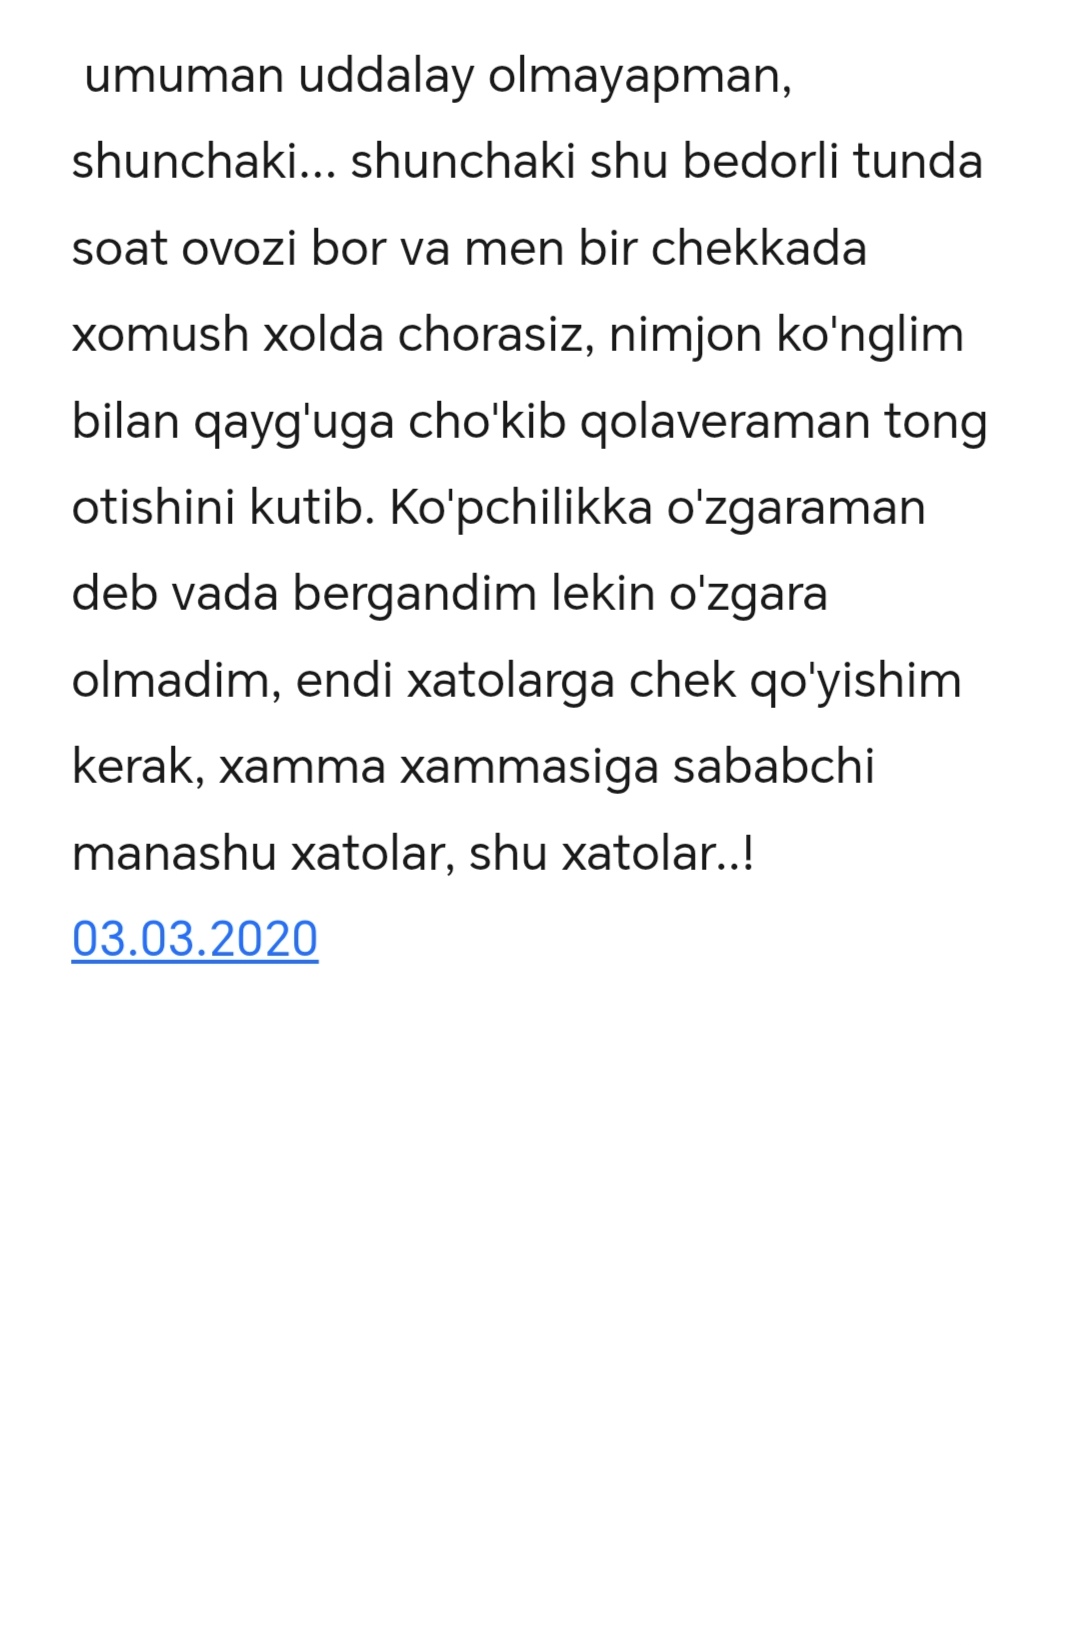 umuman uddalay olmayapman,
shunchaki... shunchaki shu bedorli tunda
soat ovozi bor va men bir chekkada
xomush xolda chorasiz, nimjon ko'nglim
bilan qayg'uga cho'kib qolaveraman tong
otishini kutib. Ko'pchilikka o'zgaraman
deb vada bergandim lekin o'zgara
olmadim, endi xatolarga chek qo'yishim
kerak, xamma xammasiga sababchi
manashu xatolar, shu xatolar..!
03.03.2020